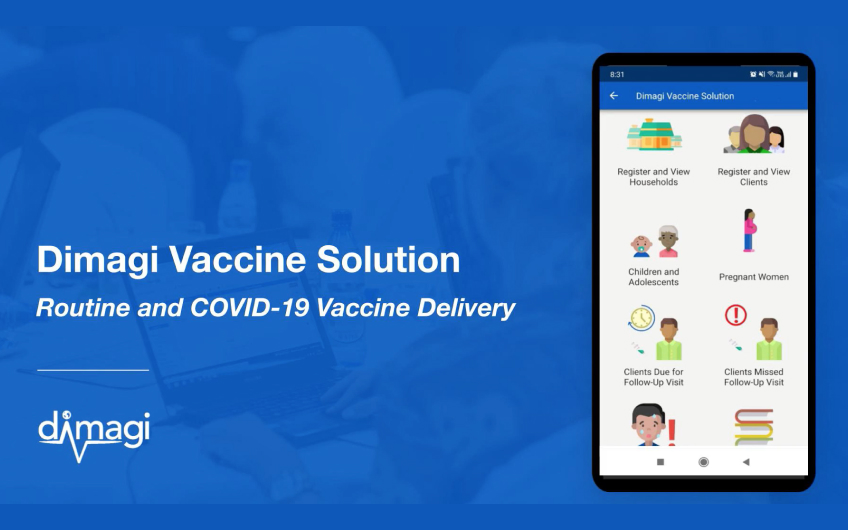 Dimagi Vaccine Solution
Routine and COVID-19 Vaccine Delivery
dimagi
8:31
Dimagi Vaccine Solution
Register and View
Households
Register and View
Clients
Children and
Adolescents
Pregnant Women
Clients Due for
Follow-Up Visit
Clients Missed
Follow-Up Visit